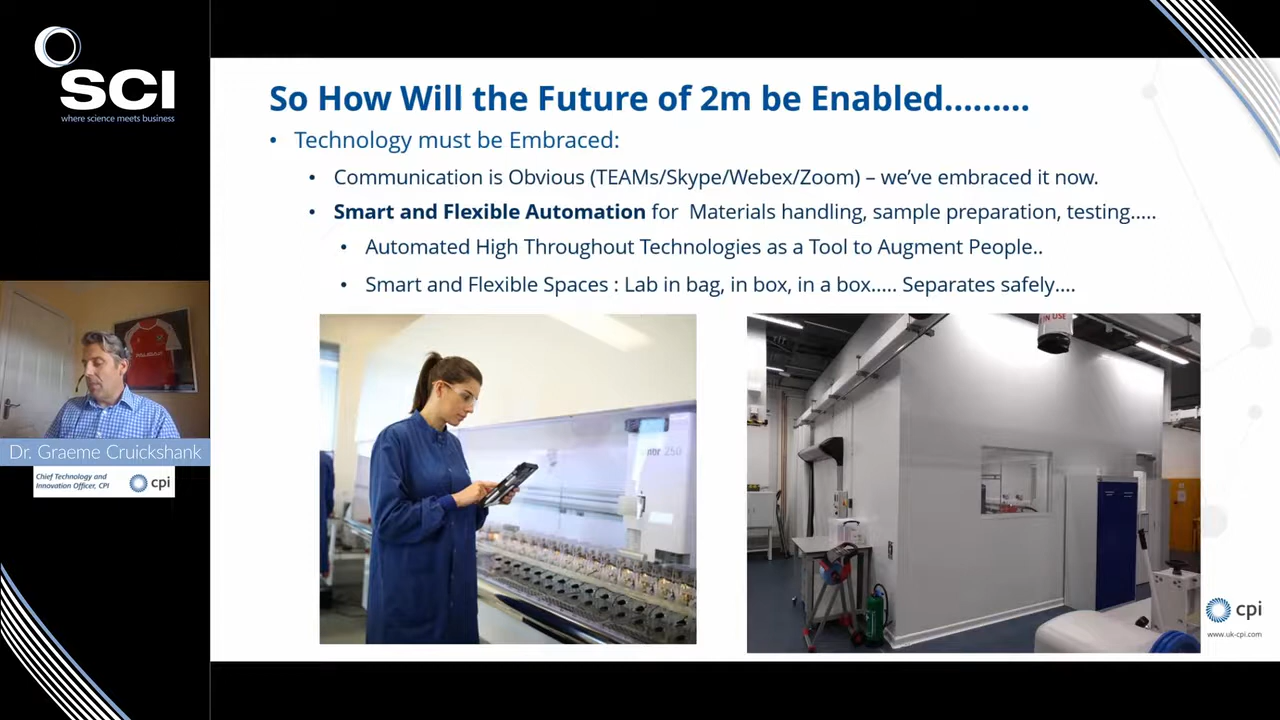 SCI
where science meets business
So How Will the Future of 2m be Enabled.........
• Technology must be Embraced:
• Communication is Obvious (TEAMs/Skype/Webex/Zoom) – we’ve embraced it now.
• Smart and Flexible Automation for Materials handling, sample preparation, testing.....
• Automated High Throughout Technologies as a Tool to Augment People..
• Smart and Flexible Spaces : Lab in bag, in box, in a box..... Separates safely....
IN USE
250
Dr. Graeme Cruickshank
Chief Technology and
Innovation Officer, CPI
cpi
cpi
www.uk-cpi.com